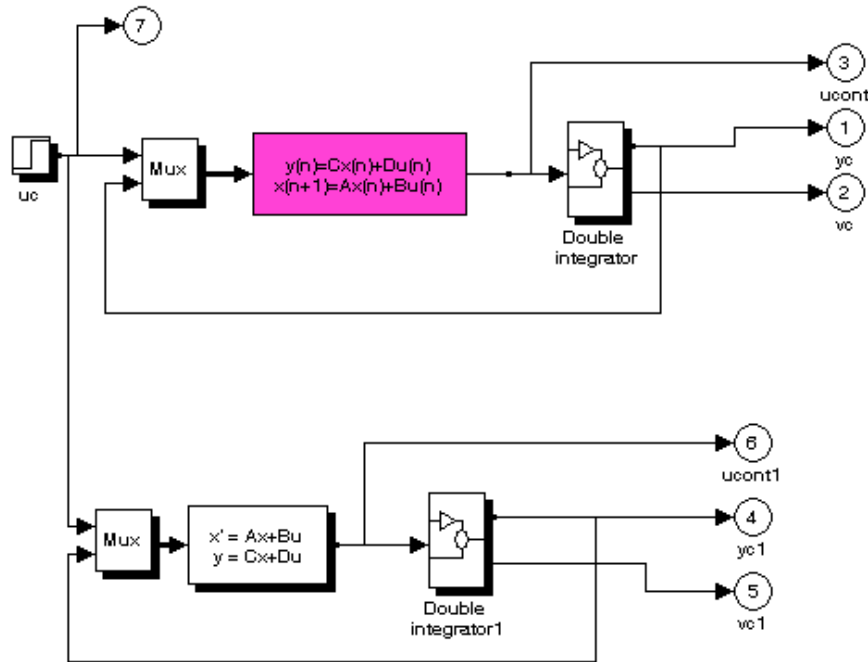 7
3
ucont
1
yc
2
vc
uc
Mux
y(n)=Cx(n)+Du(n)
x(n+1)=Ax(n)+Bu(n)
Double
integrator
6
ucont1
4
yc1
5
vc1
Mux
x' = Ax+Bu
y = Cx+Du
Double
integrator1